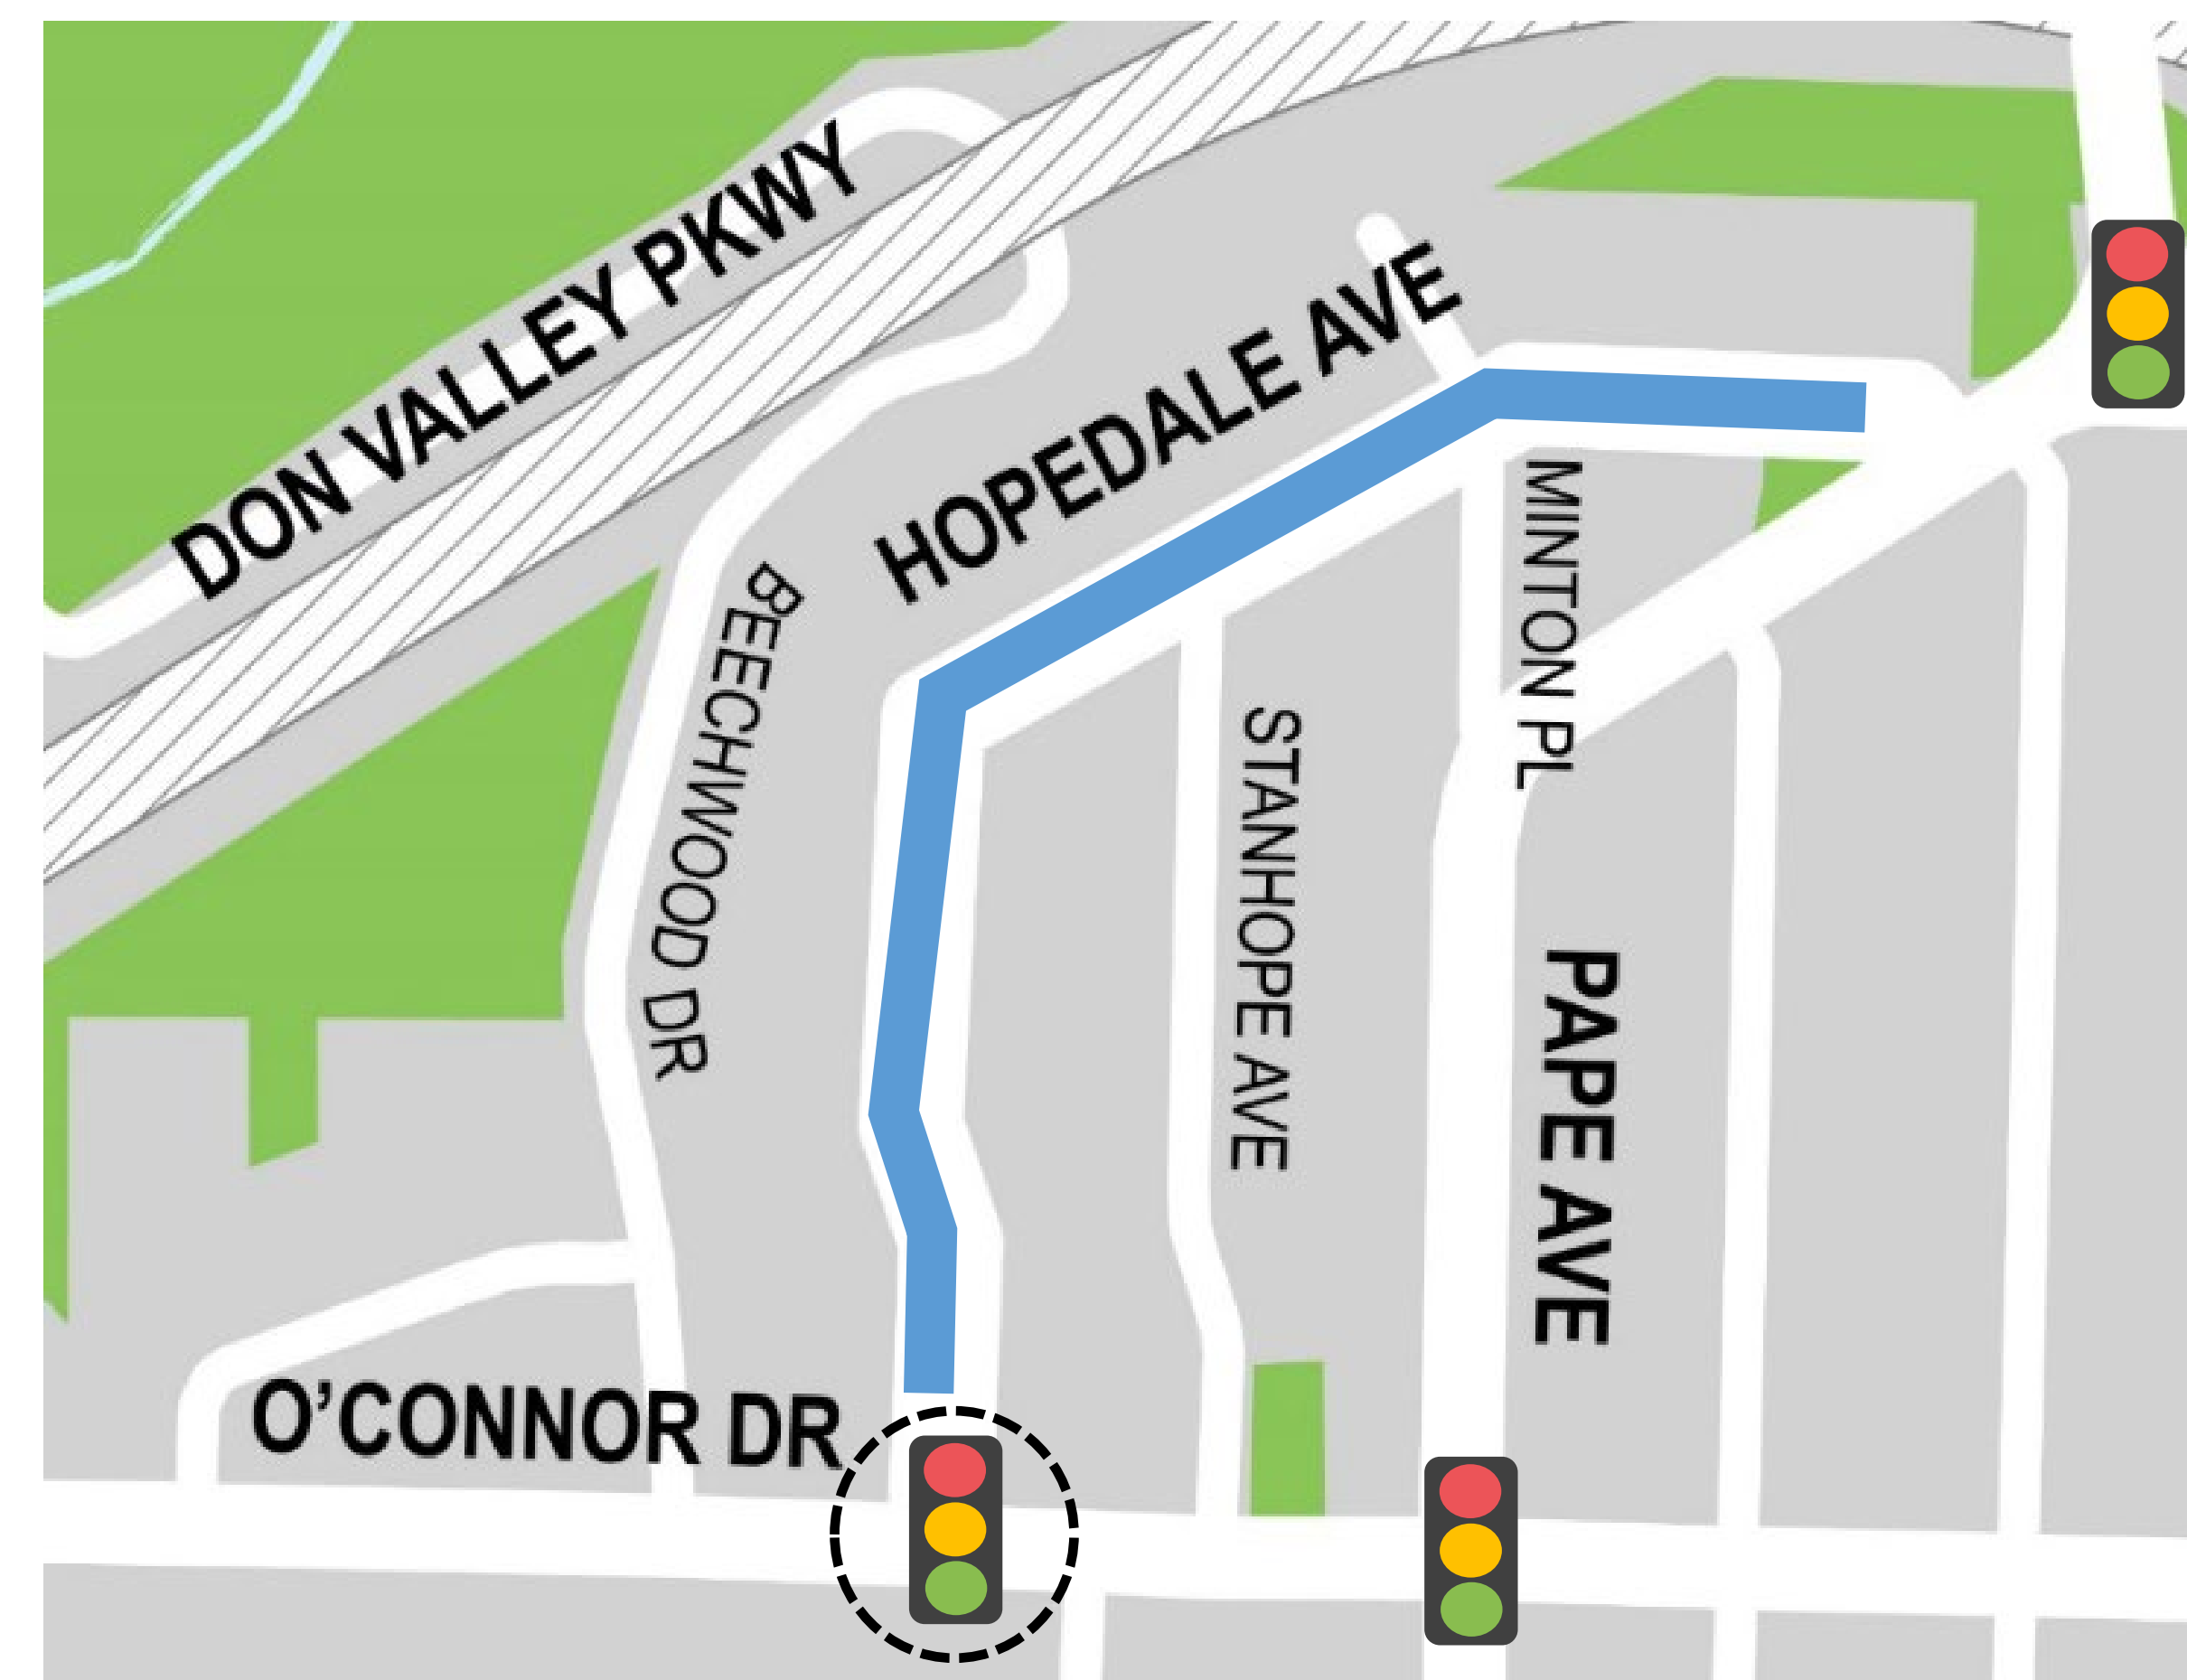 DON VALLEY PKWY
HOPEDALE AVE
MINTON PL
BEECHWOOD DR
STANHOPE AVE
PAPE AVE
O’CONNOR DR